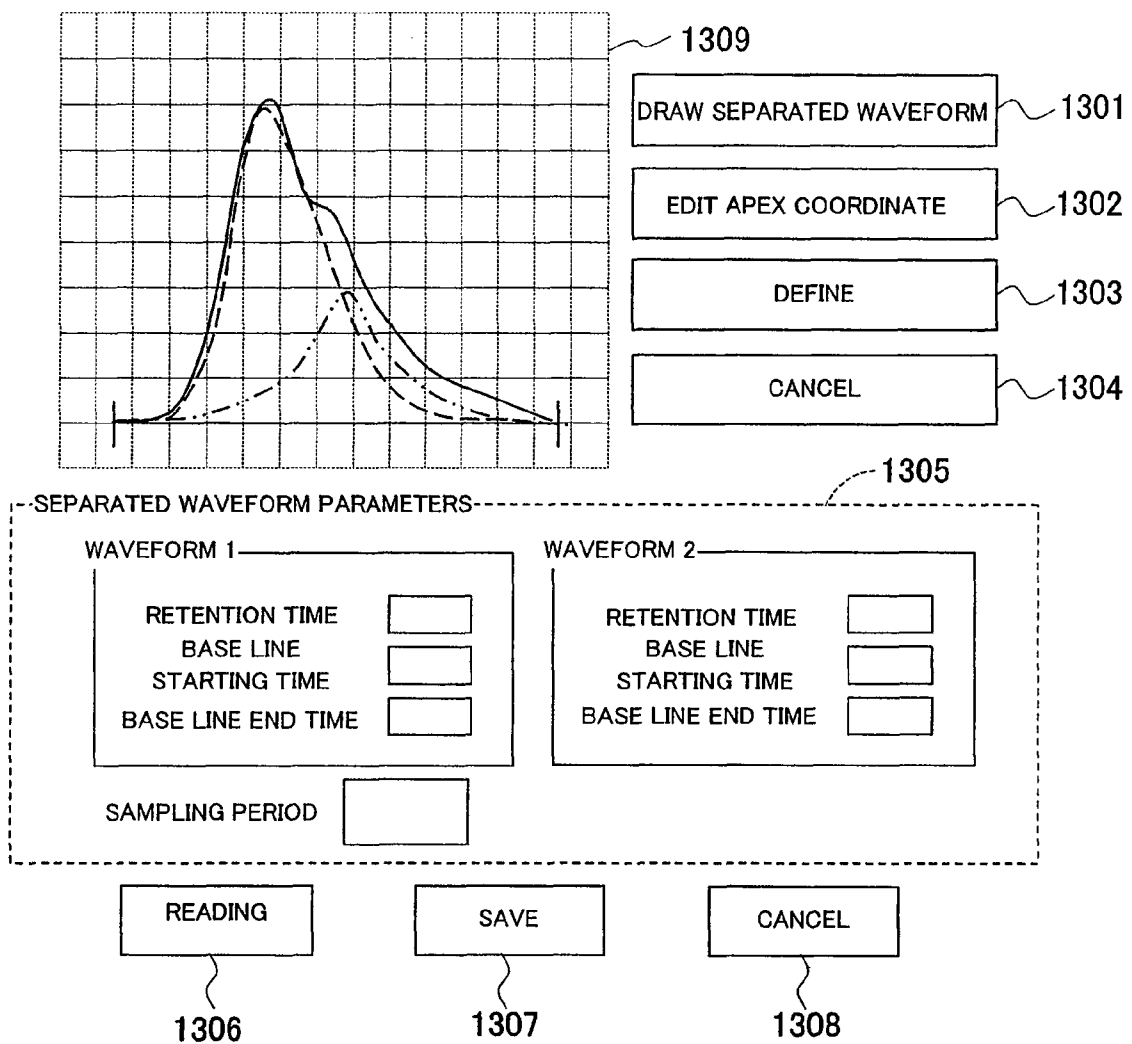 1309
DRAW SEPARATED WAVEFORM
1301
EDIT APEX COORDINATE
1302
DEFINE
1303
CANCEL
1304
1305
SEPARATED WAVEFORM PARAMETERS
WAVEFORM 1
RETENTION TIME
BASE LINE
STARTING TIME
BASE LINE END TIME
WAVEFORM 2
RETENTION TIME
BASE LINE
STARTING TIME
BASE LINE END TIME
SAMPLING PERIOD
READING
SAVE
CANCEL
1306
1307
1308